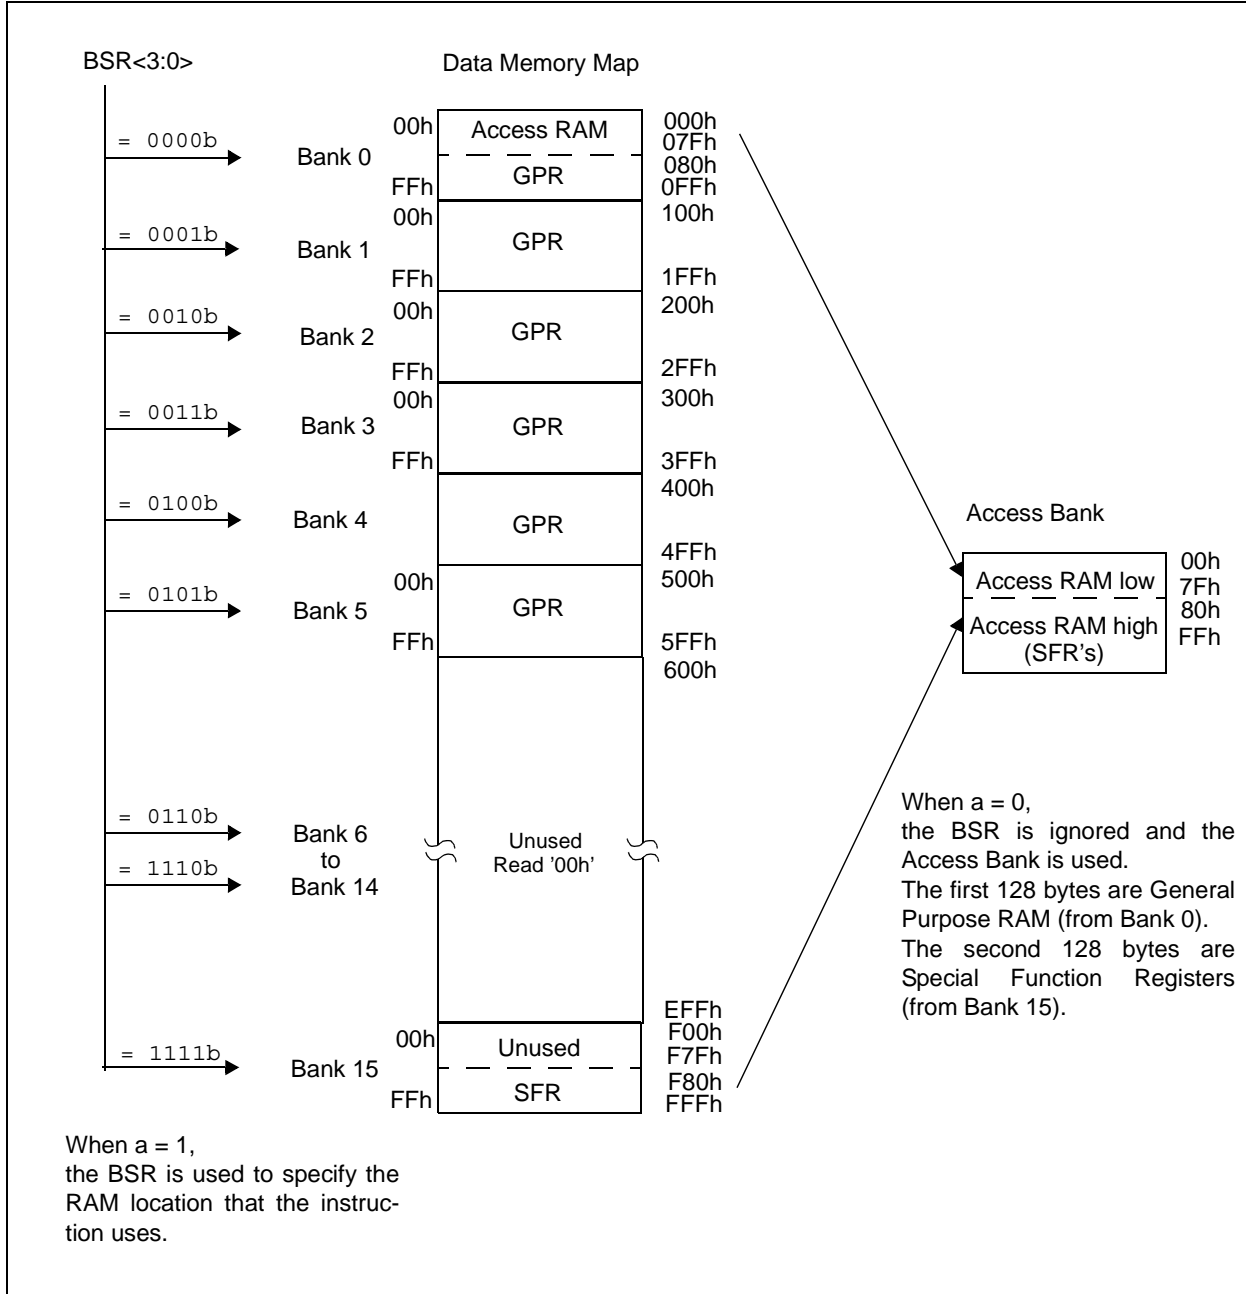 BSR<3:0>
Data Memory Map
= 0000b
Bank 0
00h
Access RAM
000h
07Fh
080h
FFh
GPR
0FFh
= 0001b
Bank 1
00h
GPR
100h
FFh
1FFh
= 0010b
Bank 2
00h
GPR
200h
FFh
2FFh
= 0011b
Bank 3
00h
GPR
300h
FFh
3FFh
= 0100b
Bank 4
GPR
400h
4FFh
= 0101b
Bank 5
00h
GPR
500h
FFh
5FFh
600h
= 0110b
= 1110b
Bank 6
to
Bank 14
Unused
Read '00h'
EFFh
= 1111b
Bank 15
00h
Unused
F00h
F7Fh
FFh
SFR
F80h
FFFh
Access Bank
Access RAM low
00h
7Fh
Access RAM high
(SFR's)
80h
FFh
When a = 0,
the BSR is ignored and the
Access Bank is used.
The first 128 bytes are General
Purpose RAM (from Bank 0).
The second 128 bytes are
Special Function Registers
(from Bank 15).
When a = 1,
the BSR is used to specify the
RAM location that the instruc-
tion uses.